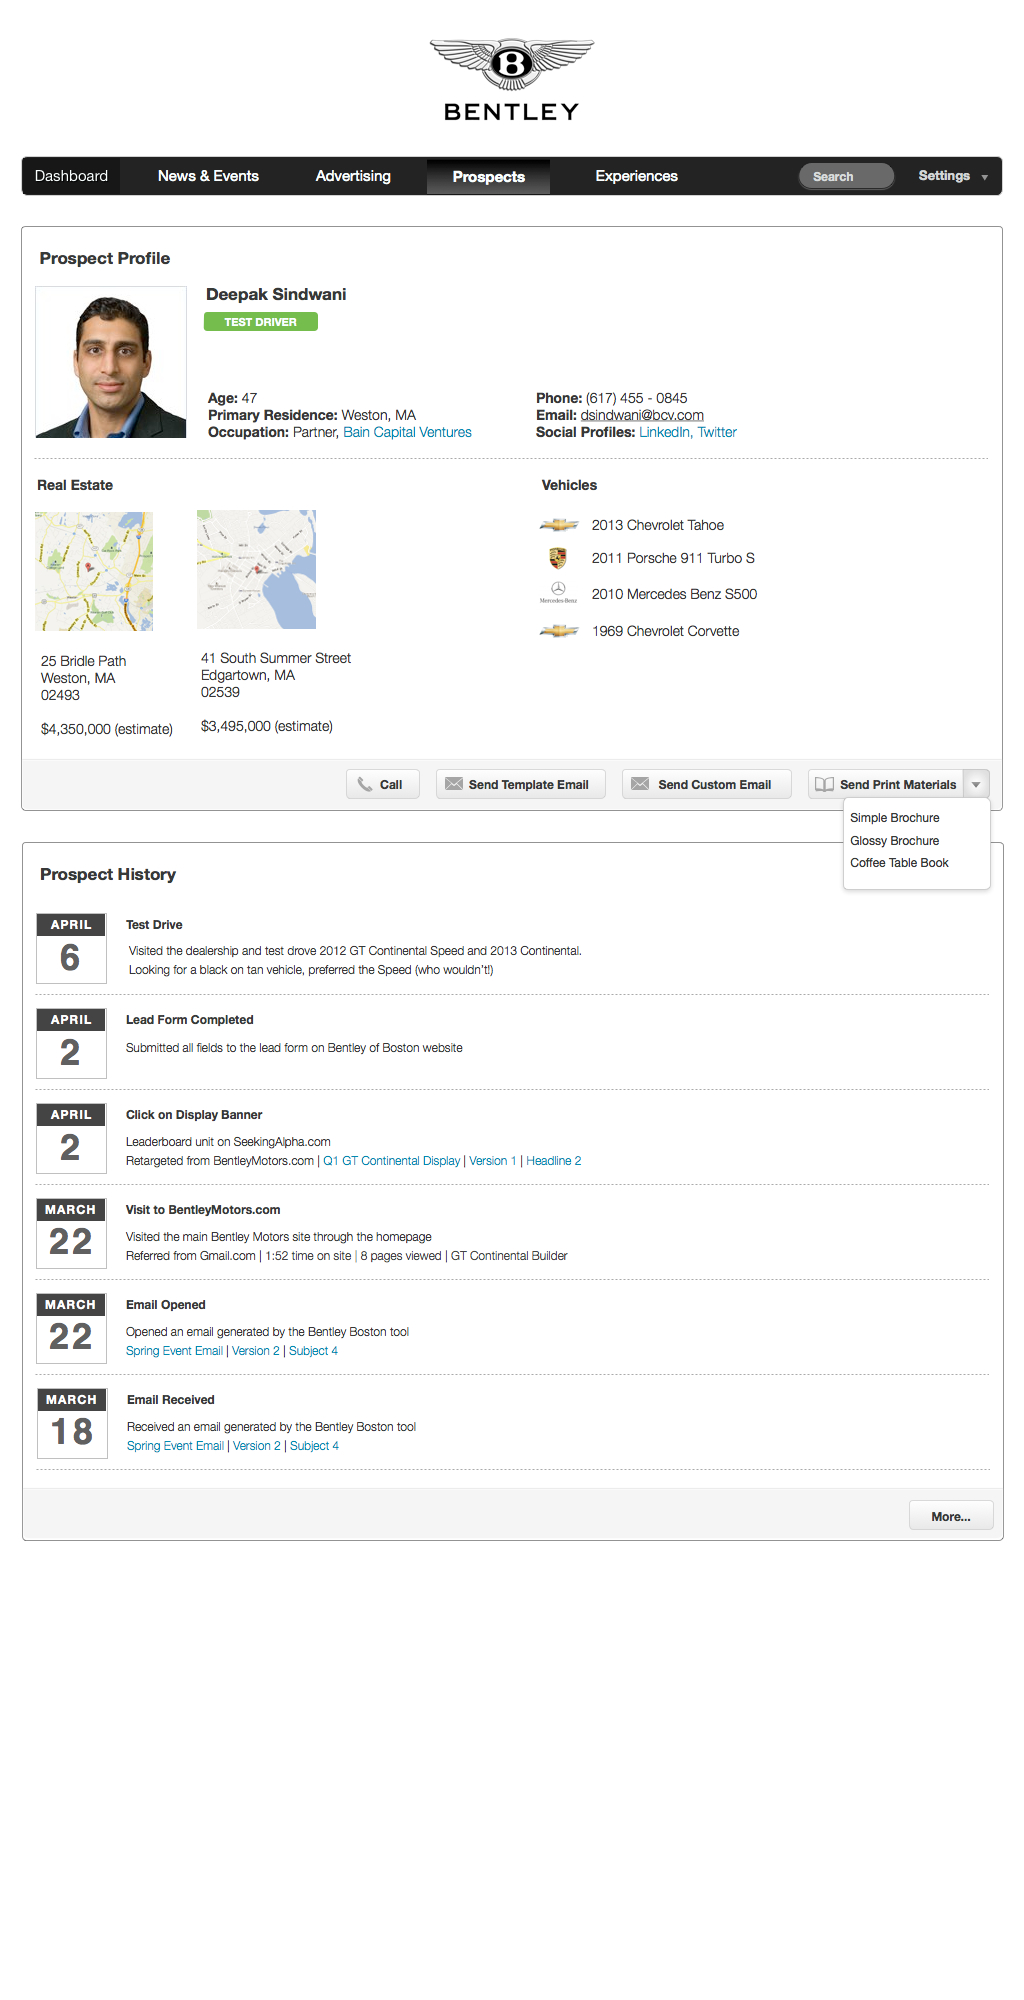 B
BENTLEY
Dashboard News & Events Advertising Prospects Experiences Search Settings
Prospect Profile
Deepak Sindwani
TEST DRIVER
Age: 47
Primary Residence: Weston, MA
Occupation: Partner, Bain Capital Ventures
Phone: (617) 455 - 0845
Email: dsindwani@bcv.com
Social Profiles: LinkedIn, Twitter
Real Estate
25 Bridle Path
Weston, MA
02493
$4,350,000 (estimate)
41 South Summer Street
Edgartown, MA
02539
$3,495,000 (estimate)
Vehicles
2013 Chevrolet Tahoe
2011 Porsche 911 Turbo S
Mercedes-Benz
2010 Mercedes Benz S500
1969 Chevrolet Corvette
Call Send Template Email Send Custom Email Send Print Materials
Simple Brochure
Glossy Brochure
Coffee Table Book
Prospect History
APRIL
6
Test Drive
Visited the dealership and test drove 2012 GT Continental Speed and 2013 Continental.
Looking for a black on tan vehicle, preferred the Speed (who wouldn't!)
APRIL
2
Lead Form Completed
Submitted all fields to the lead form on Bentley of Boston website
APRIL
2
Click on Display Banner
Leaderboard unit on SeekingAlpha.com
Retargeted from BentleyMotors.com | Q1 GT Continental Display | Version 1 | Headline 2
MARCH
22
Visit to BentleyMotors.com
Visited the main Bentley Motors site through the homepage
Referred from Gmail.com | 1:52 time on site | 8 pages viewed | GT Continental Builder
MARCH
22
Email Opened
Opened an email generated by the Bentley Boston tool
Spring Event Email | Version 2 | Subject 4
MARCH
18
Email Received
Received an email generated by the Bentley Boston tool
Spring Event Email | Version 2 | Subject 4
More...